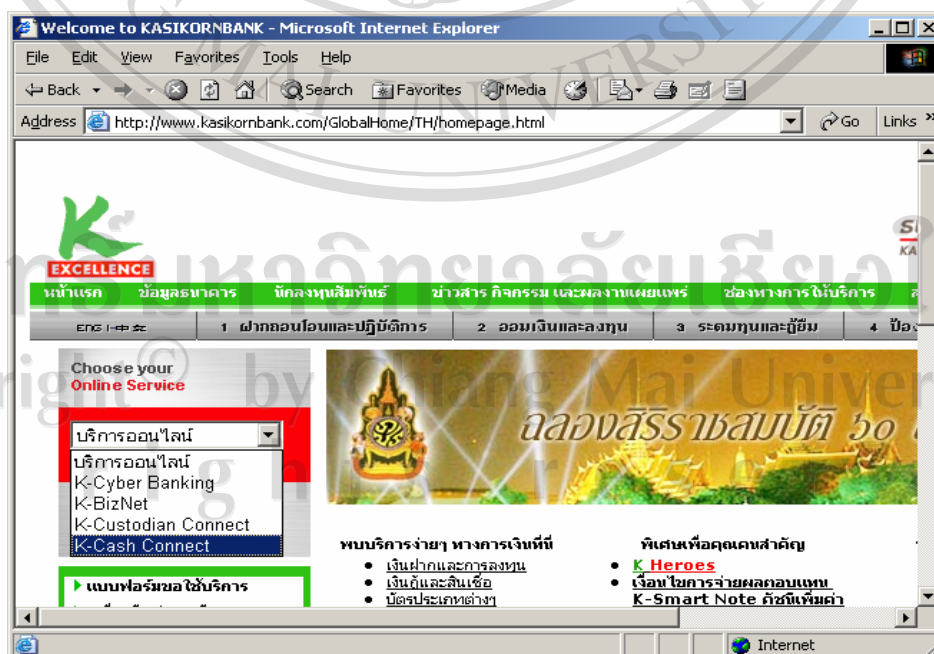 Welcome to KASIKORNBANK - Microsoft Internet Explorer
File Edit View Favorites Tools Help
Back Search Favorites Media
Address http://www.kasikornbank.com/GlobalHome/TH/homepage.html Go Links »
K
EXCELLENCE
หน้าแรก ข้อมูลธนาคาร นักลงทุนสัมพันธ์ ข่าวสาร กิจกรรม และผลงานเผยแพร่ ช่องทางการให้บริการ
ENG 1 ฝากถอนโอนและปฏิบัติการ 2 ออมเงินและลงทุน 3 ระดมทุนและกู้ยืม 4
Choose your
Online Service
บริการออนไลน์
บริการออนไลน์
K-Cyber Banking
K-BizNet
K-Custodian Connect
K-Cash Connect
แบบฟอร์มขอใช้บริการ
ฉลองสิริราชสมบัติ ๖๐
พบบริการง่ายๆ ทางการเงินที่นี่
เงินฝากและการลงทุน
เงินกู้และสินเชื่อ
บัตรประเภทต่างๆ
พิเศษเพื่อคุณคนสำคัญ
K Heroes
เงื่อนไขการจ่ายผลตอบแทน
K-Smart Note ดัชนีเพิ่มค่า
Internet
by Chiang Mai Univer